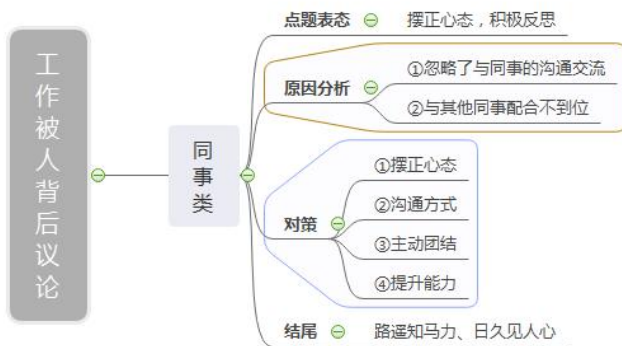 工作被人背后议论
同事类
点题表态
摆正心态，积极反思
原因分析
①忽略了与同事的沟通交流
②与其他同事配合不到位
对策
①摆正心态
②沟通方式
③主动团结
④提升能力
结尾
路遥知马力、日久见人心